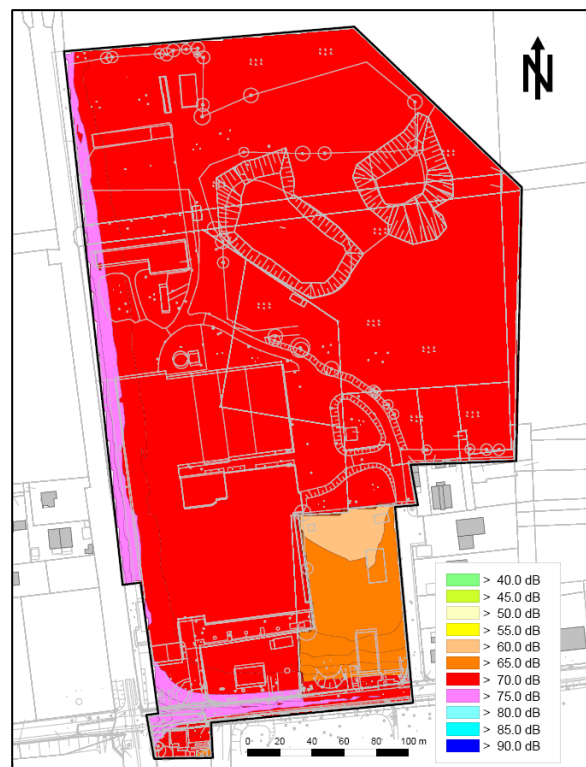 N
> 40.0 dB
> 45.0 dB
> 50.0 dB
> 55.0 dB
> 60.0 dB
> 65.0 dB
> 70.0 dB
> 75.0 dB
> 80.0 dB
> 85.0 dB
> 90.0 dB
0 20 40 60 80 100 m